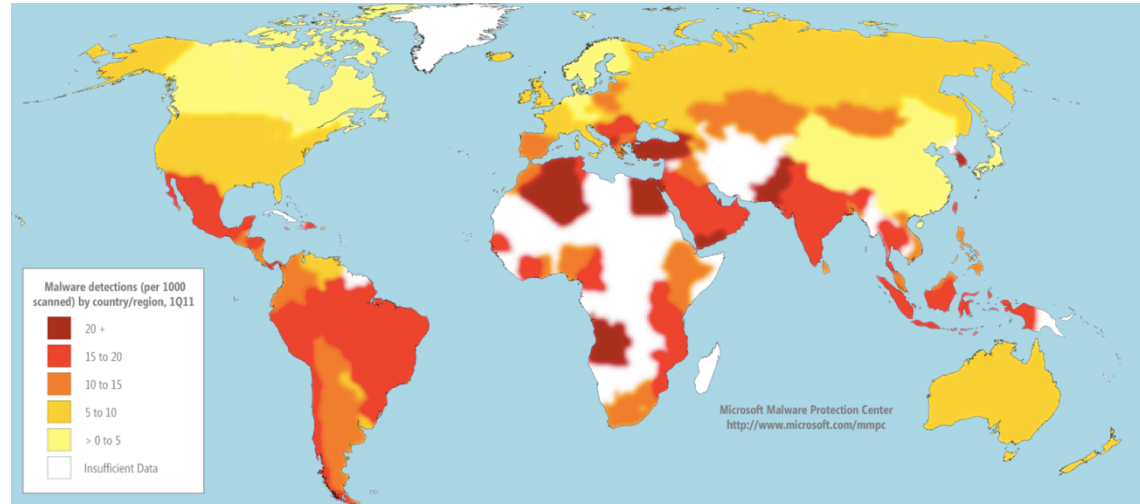 Malware detections (per 1000
scanned) by country/region, 1Q11
20 +
15 to 20
10 to 15
5 to 10
> 0 to 5
Insufficient Data
Microsoft Malware Protection Center
http://www.microsoft.com/mmpc